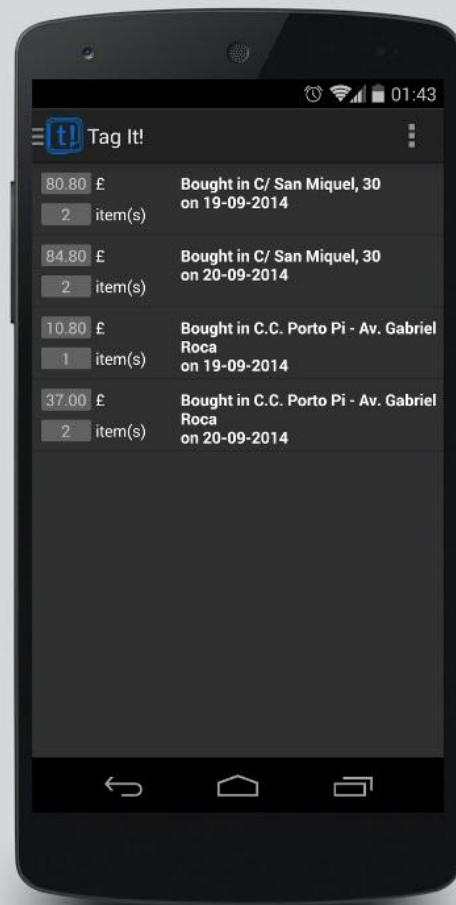 01:43
t! Tag It!
80.80 £
Bought in C/ San Miquel, 30
on 19-09-2014
2 item(s)
84.80 £
Bought in C/ San Miquel, 30
on 20-09-2014
2 item(s)
10.80 £
Bought in C.C. Porto Pi - Av. Gabriel
Roca
on 19-09-2014
1 item(s)
37.00 £
Bought in C.C. Porto Pi - Av. Gabriel
Roca
on 20-09-2014
2 item(s)